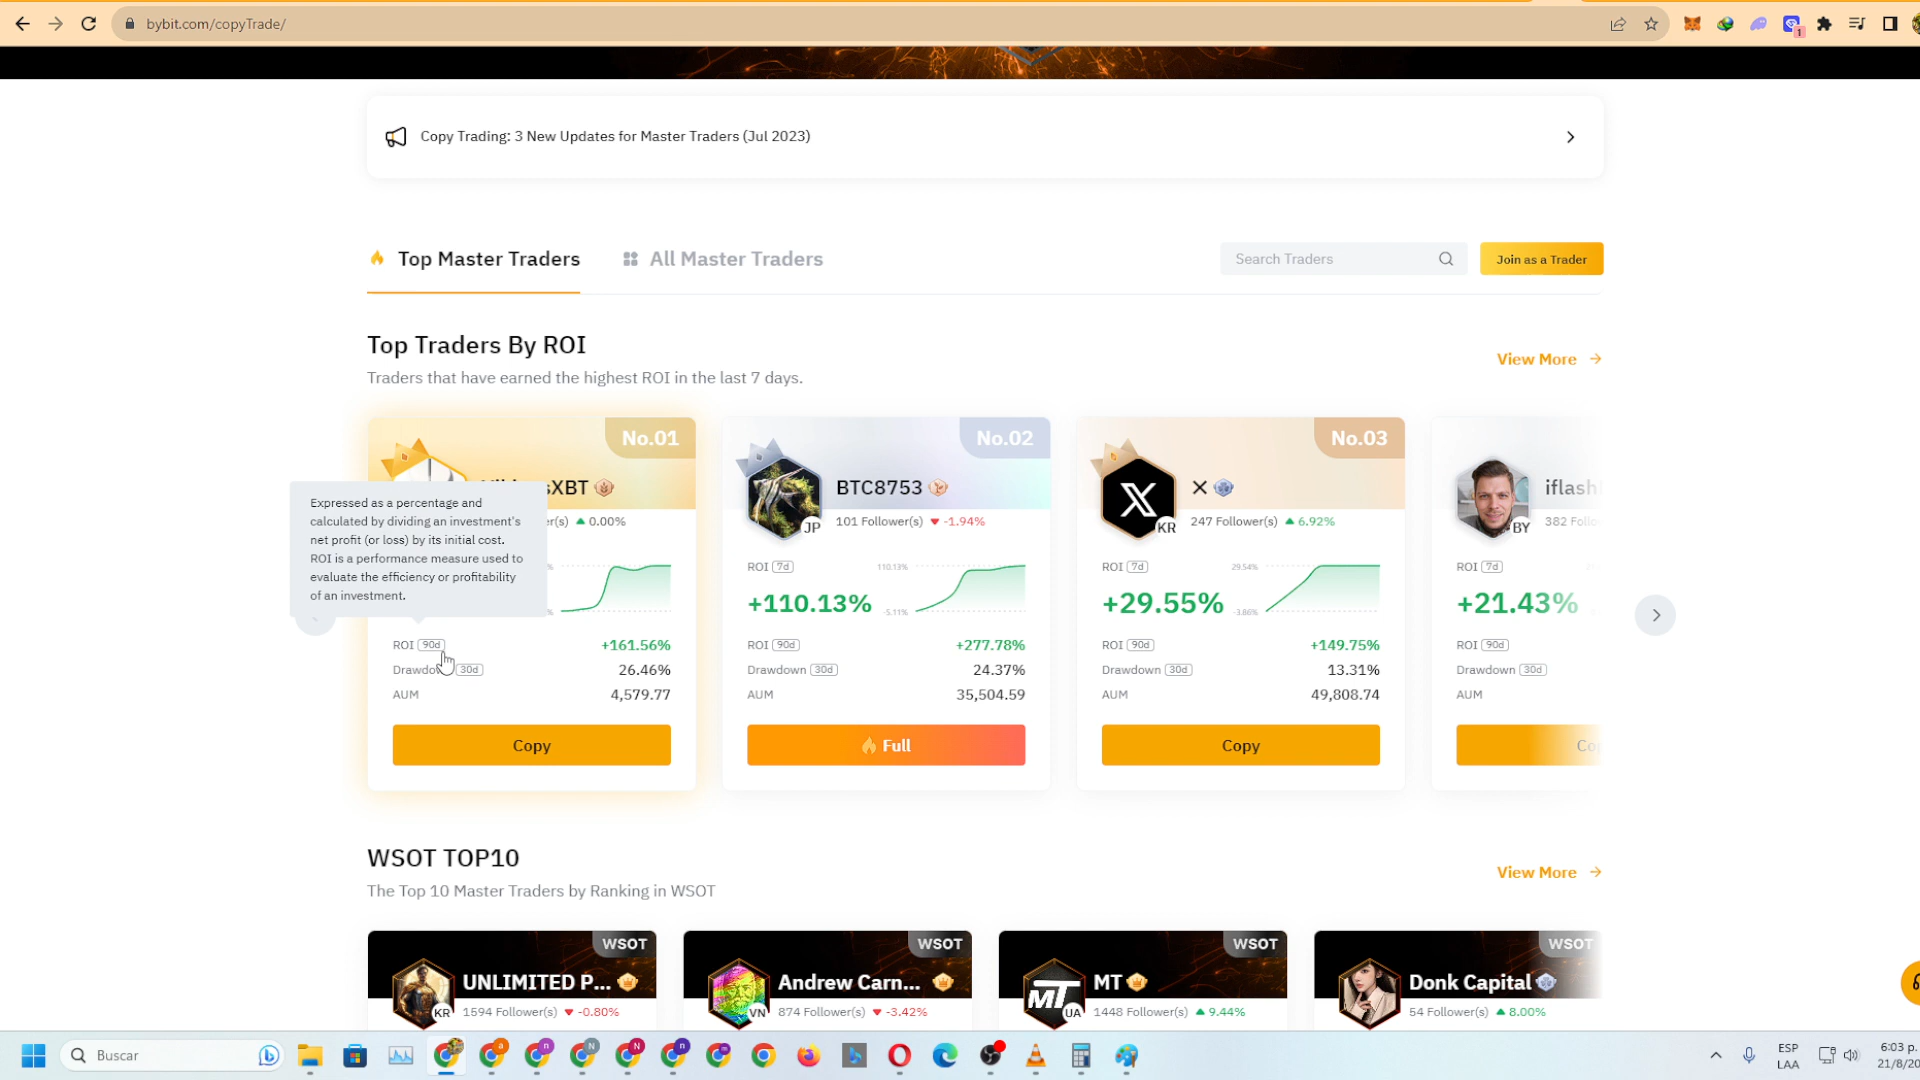 bybit.com/copyTrade/
1
Copy Trading: 3 New Updates for Master Traders (Jul 2023)
Top Master Traders
All Master Traders
Search Traders
Join as a Trader
Top Traders By ROI
Traders that have earned the highest ROI in the last 7 days.
View More
No.01
No.02
BTC8753
JP
101 Follower(s) -1.94%
No.03
X
KR
247 Follower(s) 6.92%
BY
382
Expressed as a percentage and
calculated by dividing an investment's
net profit (or loss) by its initial cost.
ROI is a performance measure used to
evaluate the efficiency or profitability
of an investment.
0.00%
ROI 7d
110.13%
+110.13%
-5.11%
ROI 7d
29.54%
+29.55%
-3.86%
ROI 7d
+21.43%
ROI 90d +161.56%
Drawdown 30d 26.46%
AUM 4,579.77
Copy
ROI 90d +277.78%
Drawdown 30d 24.37%
AUM 35,504.59
Full
ROI 90d +149.75%
Drawdown 30d 13.31%
AUM 49,808.74
Copy
ROI 90d
Drawdown 30d
AUM
WSOT TOP10
The Top 10 Master Traders by Ranking in WSOT
View More
WSOT
UNLIMITED P...
KR
1594 Follower(s) -0.80%
WSOT
Andrew Carn...
VN
874 Follower(s) -3.42%
WSOT
MT
MT
UA
1448 Follower(s) 9.44%
WSOT
Donk Capital
54 Follower(s) 8.00%
Buscar
ESP
LAA
6:03 p.
21/8/20